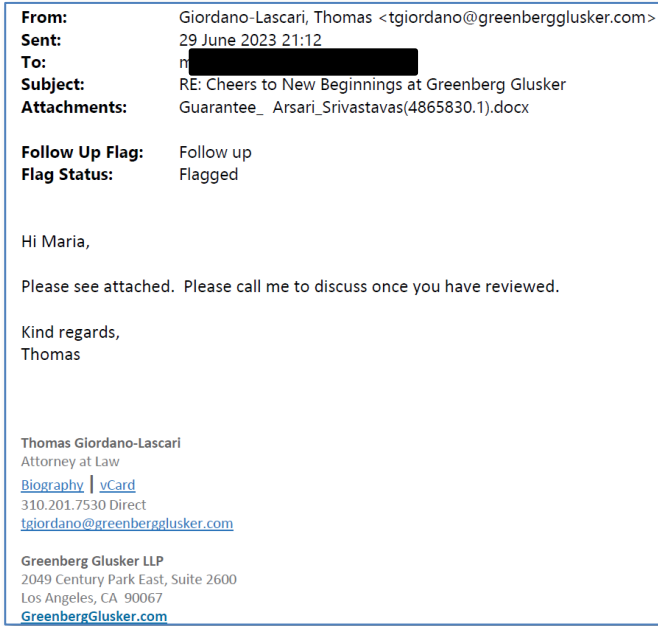 From: Giordano-Lascari, Thomas <tgiordano@greenbergglusker.com>
Sent: 29 June 2023 21:12
To: m
Subject: RE: Cheers to New Beginnings at Greenberg Glusker
Attachments: Guarantee_ Arsari_Srivastavas(4865830.1).docx
Follow Up Flag: Follow up
Flag Status: Flagged
Hi Maria,
Please see attached. Please call me to discuss once you have reviewed.
Kind regards,
Thomas
Thomas Giordano-Lascari
Attorney at Law
Biography | vCard
310.201.7530 Direct
tgiordano@greenbergglusker.com
Greenberg Glusker LLP
2049 Century Park East, Suite 2600
Los Angeles, CA 90067
GreenbergGlusker.com